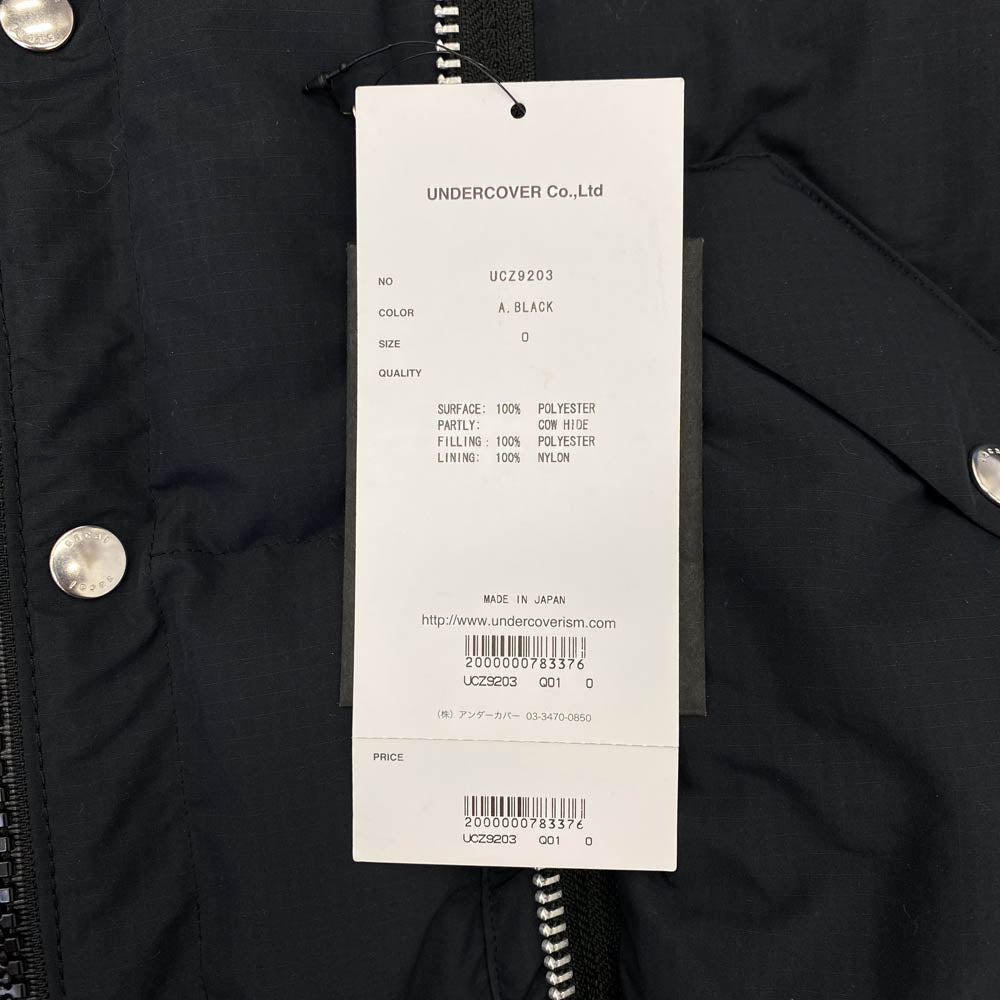 UNDERCOVER Co.,Ltd
NO UCZ9203
COLOR A.BLACK
SIZE 0
QUALITY
SURFACE: 100% POLYESTER
PARTLY: COW HIDE
FILLING: 100% POLYESTER
LINING: 100% NYLON
MADE IN JAPAN
http://www.undercoverism.com
2000000783376
UCZ9203 Q01 0
(株) アンダーカバー 03-3470-0850
PRICE
2000000783376
UCZ9203 Q01 0